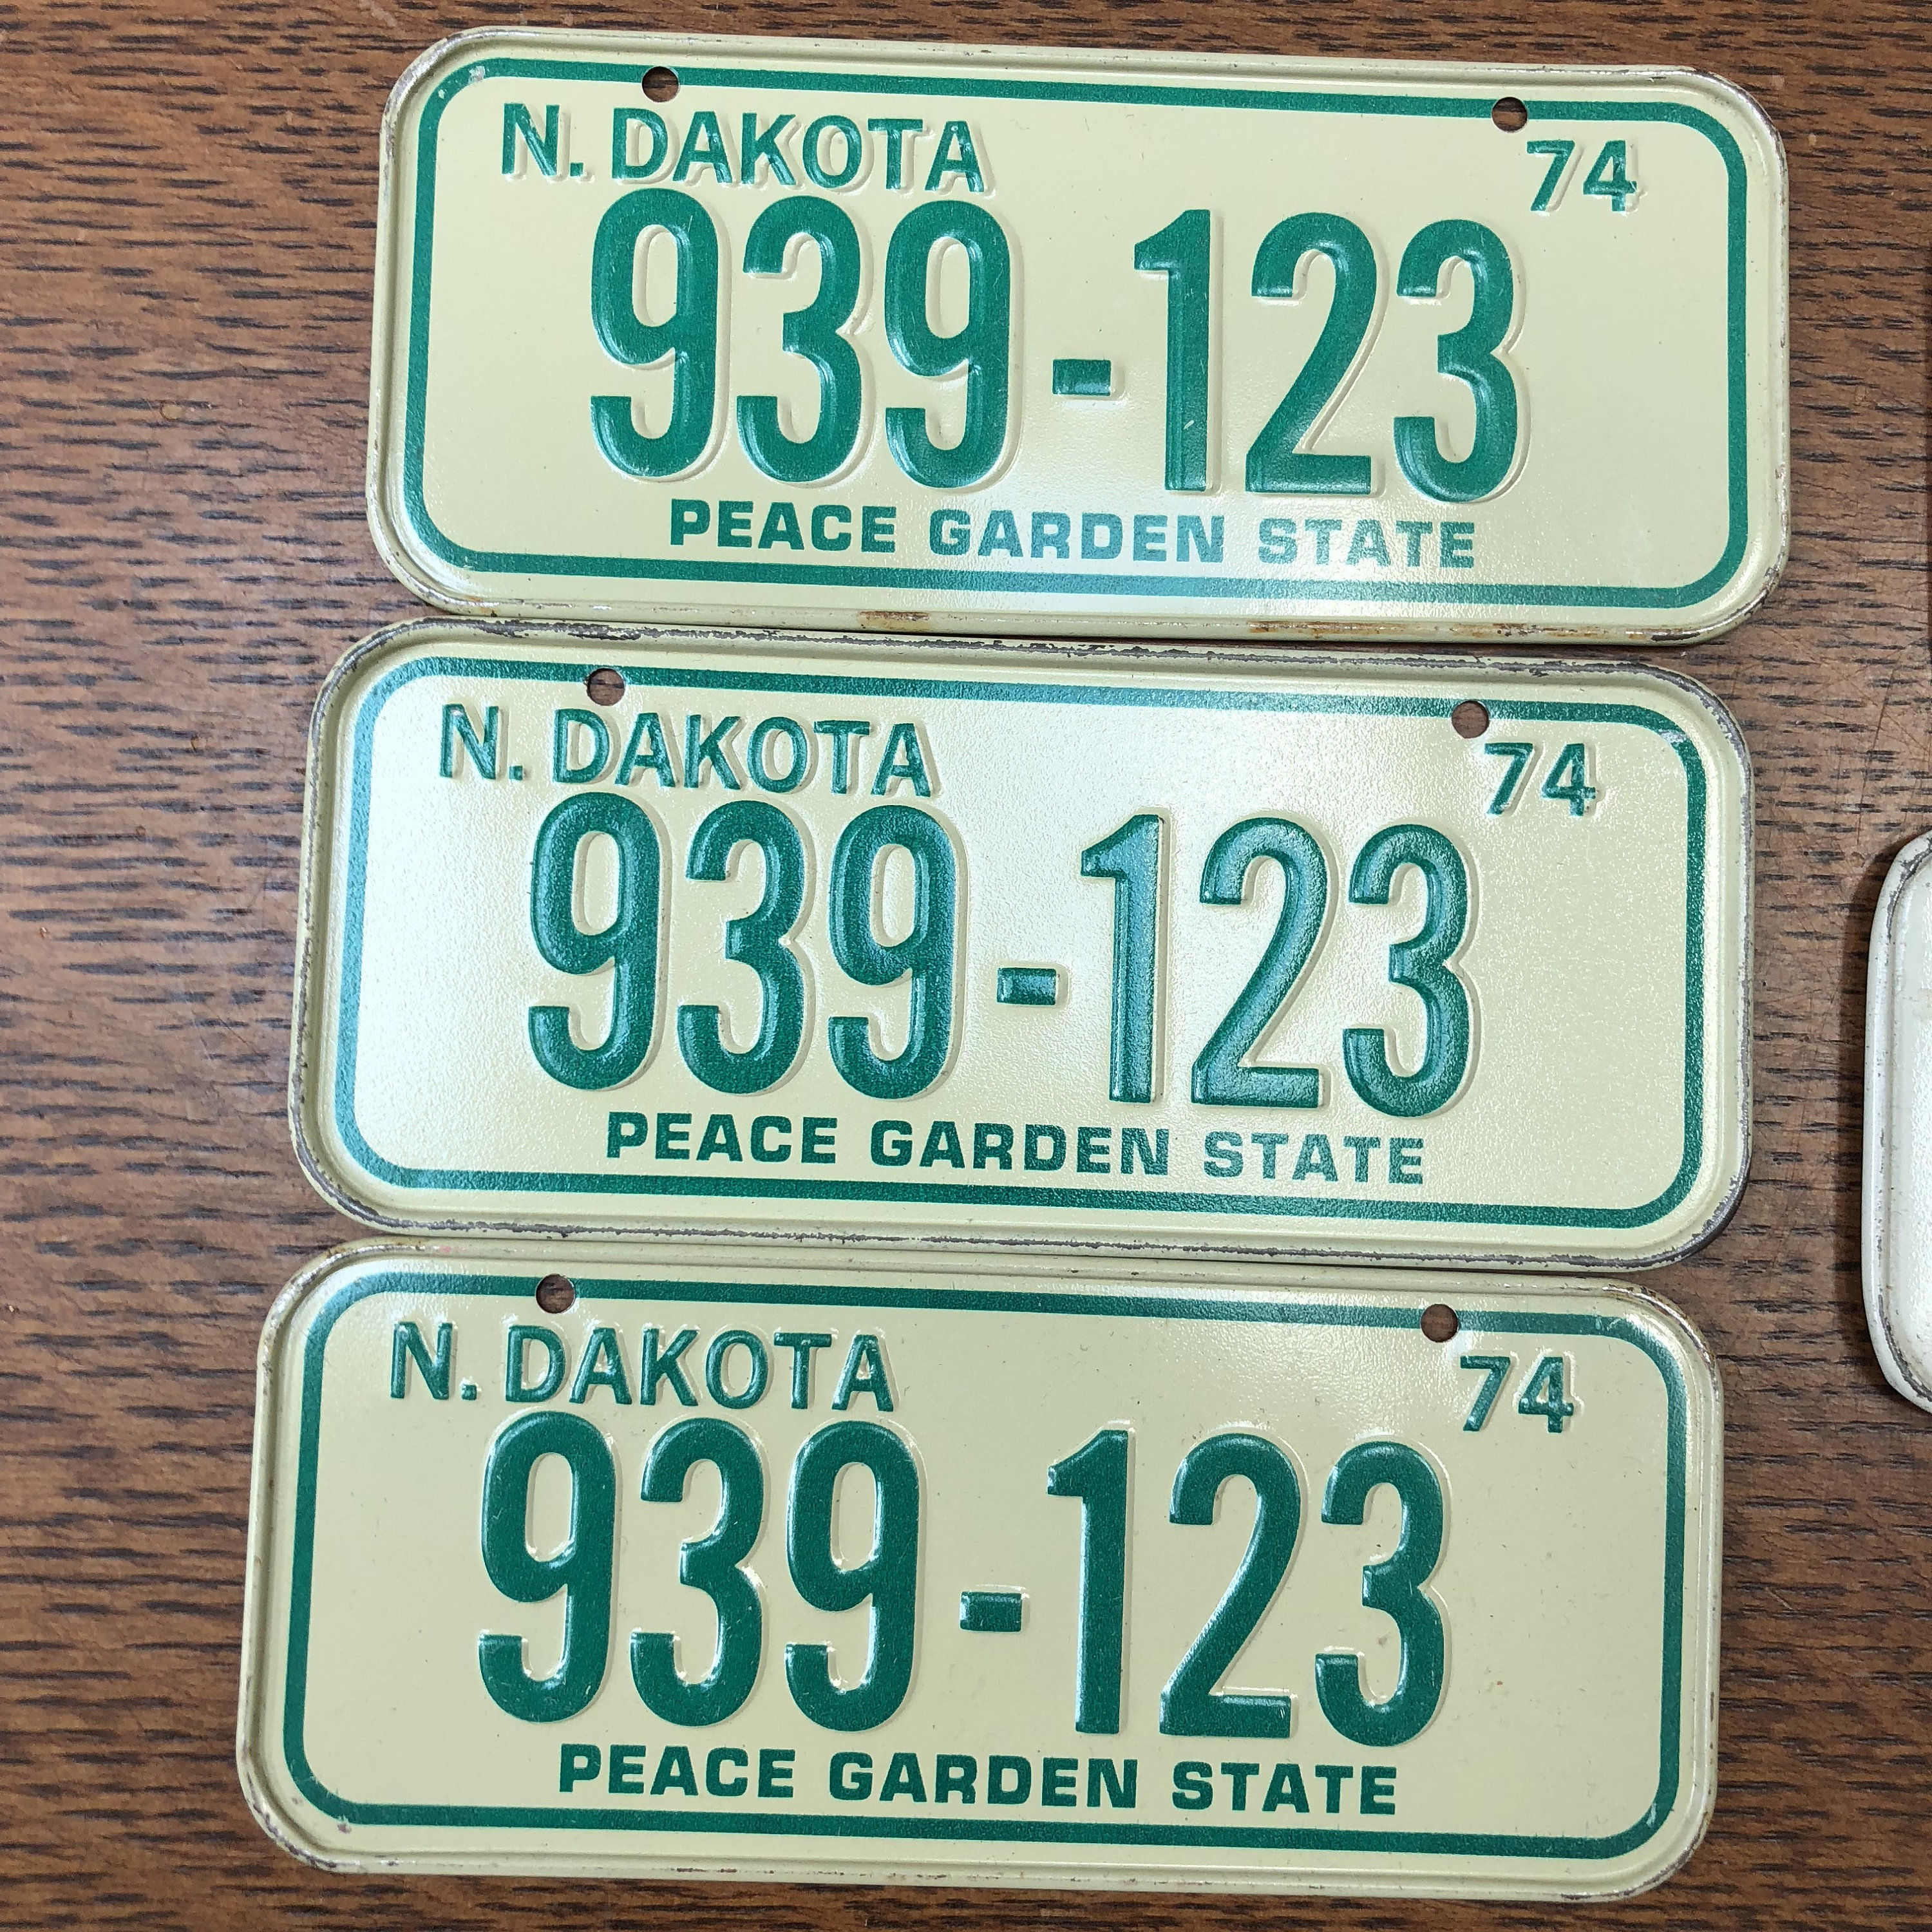 N. DAKOTA 74
939-123
PEACE GARDEN STATE
N. DAKOTA 74
939-123
PEACE GARDEN STATE
N. DAKOTA 74
939-123
PEACE GARDEN STATE